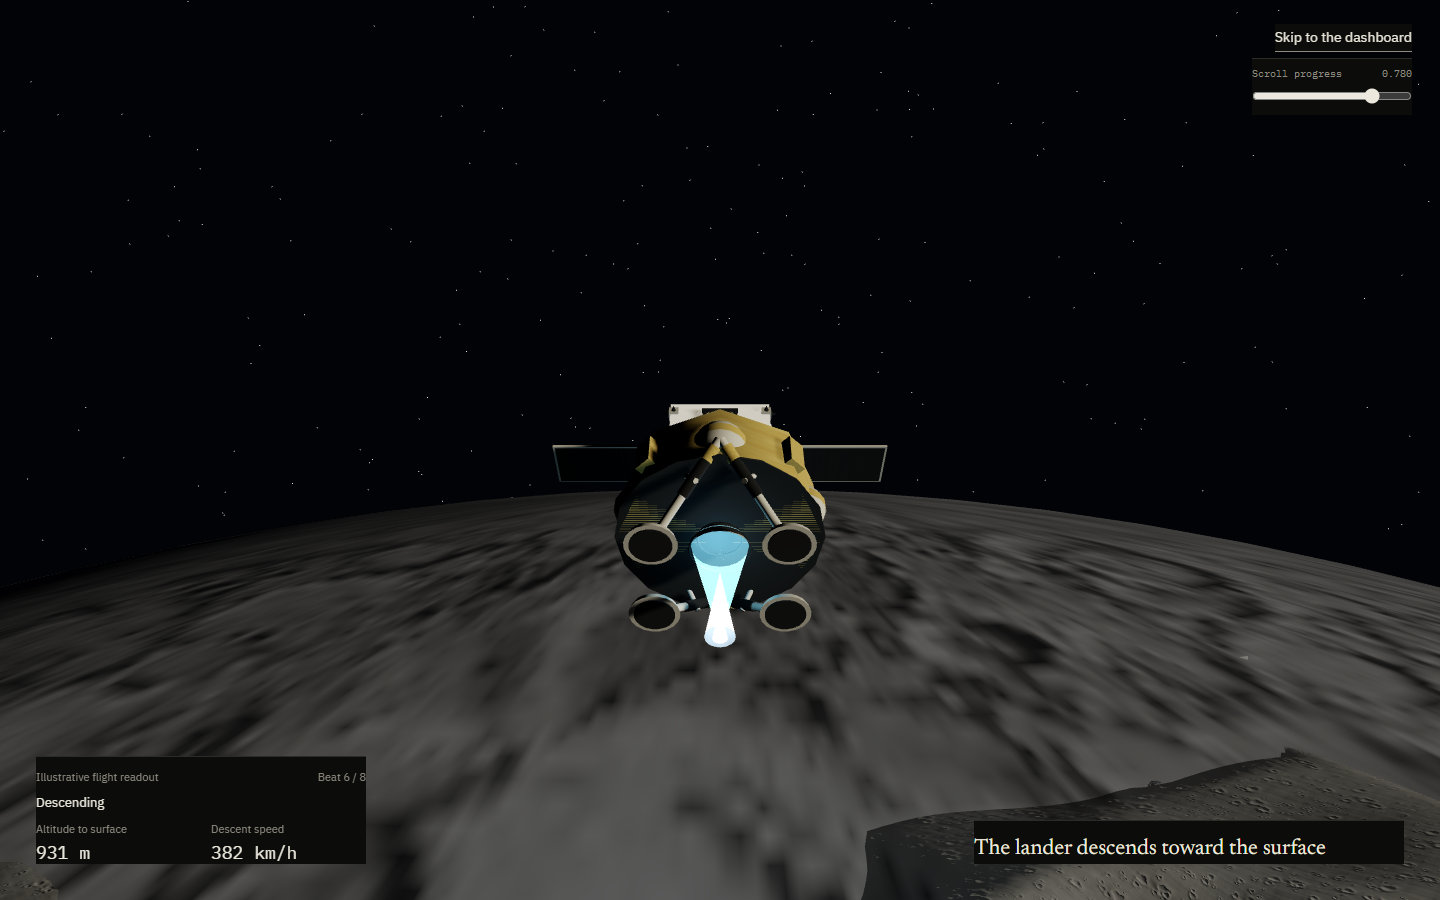 Skip to the dashboard
Scroll progress 0.780
Illustrative flight readout Beat 6 / 8
Descending
Altitude to surface Descent speed
931 m 382 km/h
The lander descends toward the surface